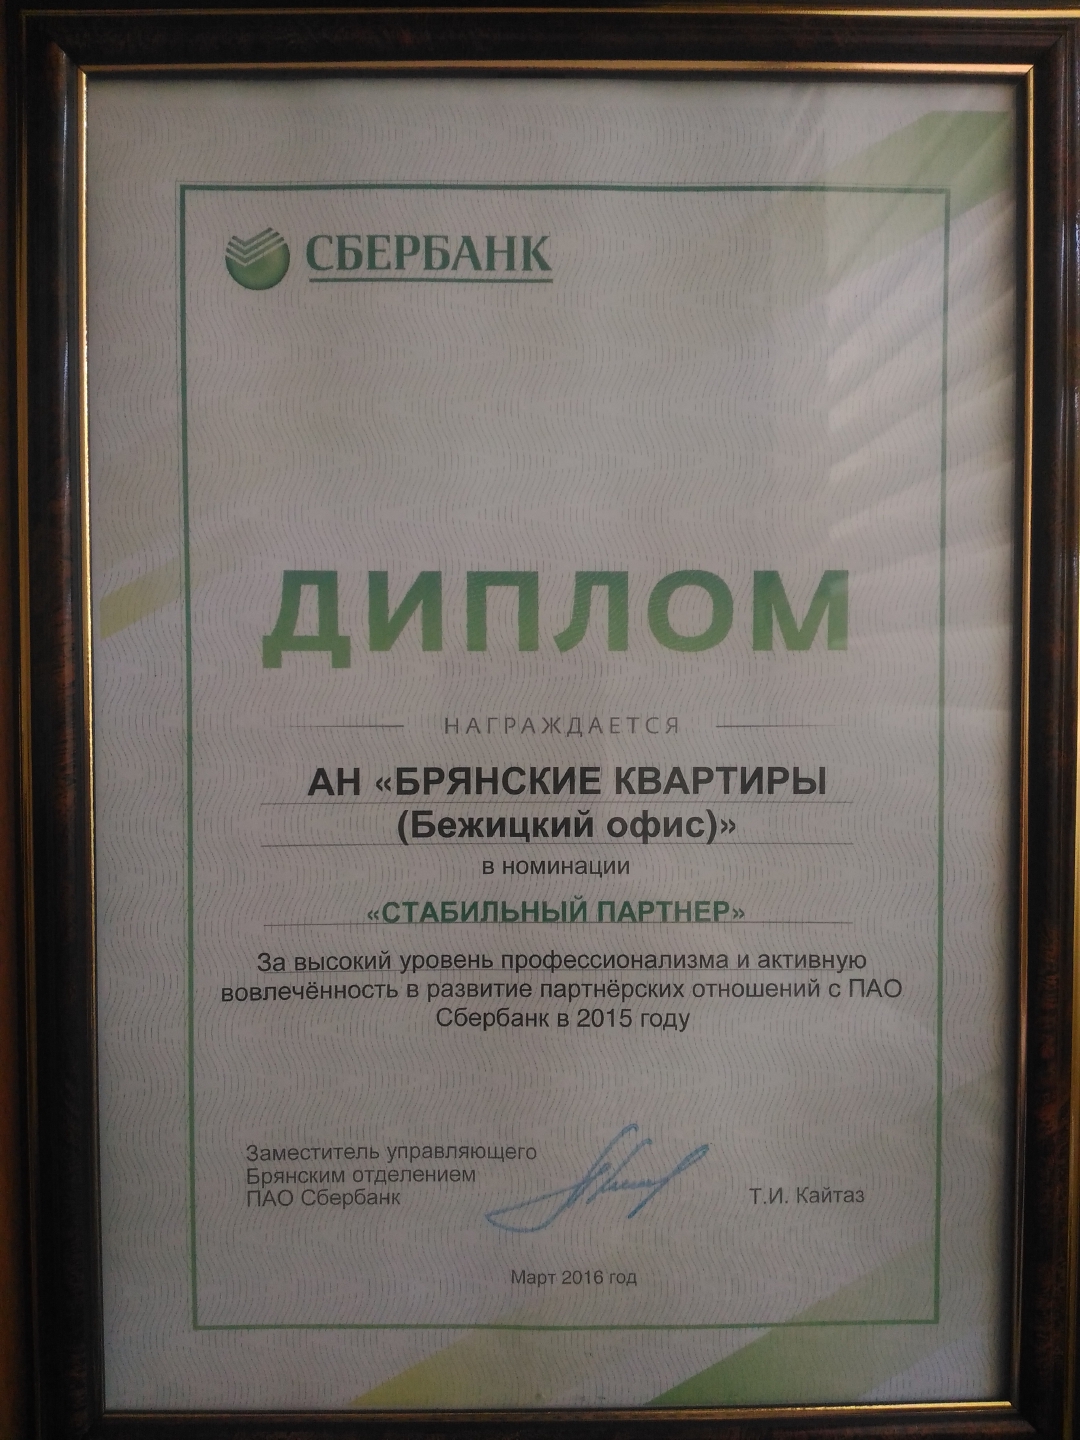 СБЕРБАНК
ДИПЛОМ
НАГРАЖДАЕТСЯ
АН «БРЯНСКИЕ КВАРТИРЫ
(Бежицкий офис)»
в номинации
«СТАБИЛЬНЫЙ ПАРТНЕР»
За высокий уровень профессионализма и активную
вовлечённость в развитие партнёрских отношений с ПАО
Сбербанк в 2015 году
Заместитель управляющего
Брянским отделением
ПАО Сбербанк
Т.И. Кайтаз
Март 2016 год